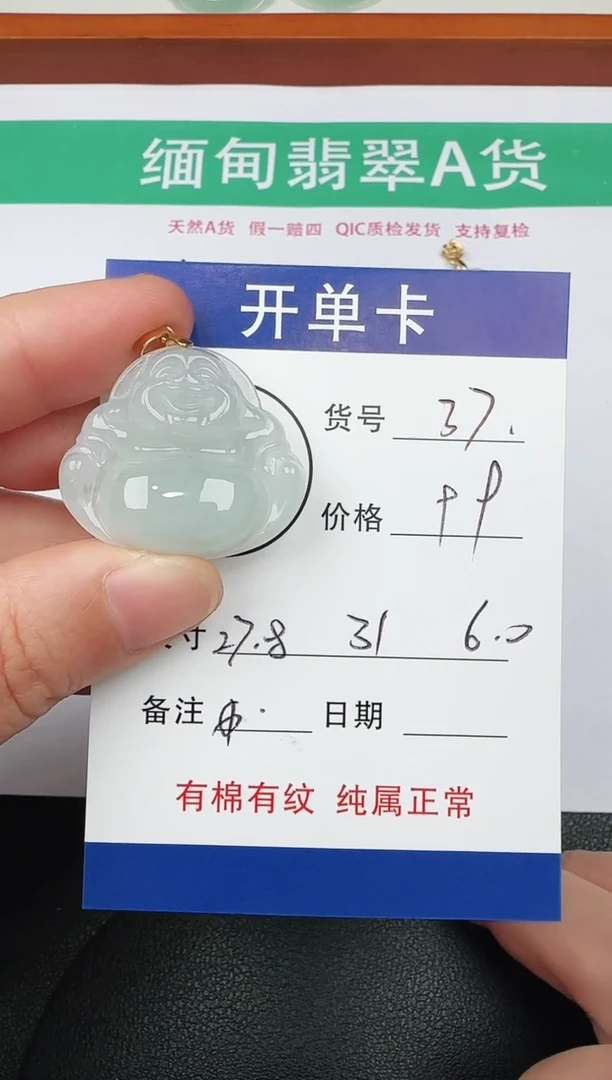 缅甸翡翠A货
天然A货 假一赔四 QIC质检发货 支持复检
开单卡
货号 37.
价格
寸 27.8 31 6.0
备注 日期
有棉有纹 纯属正常